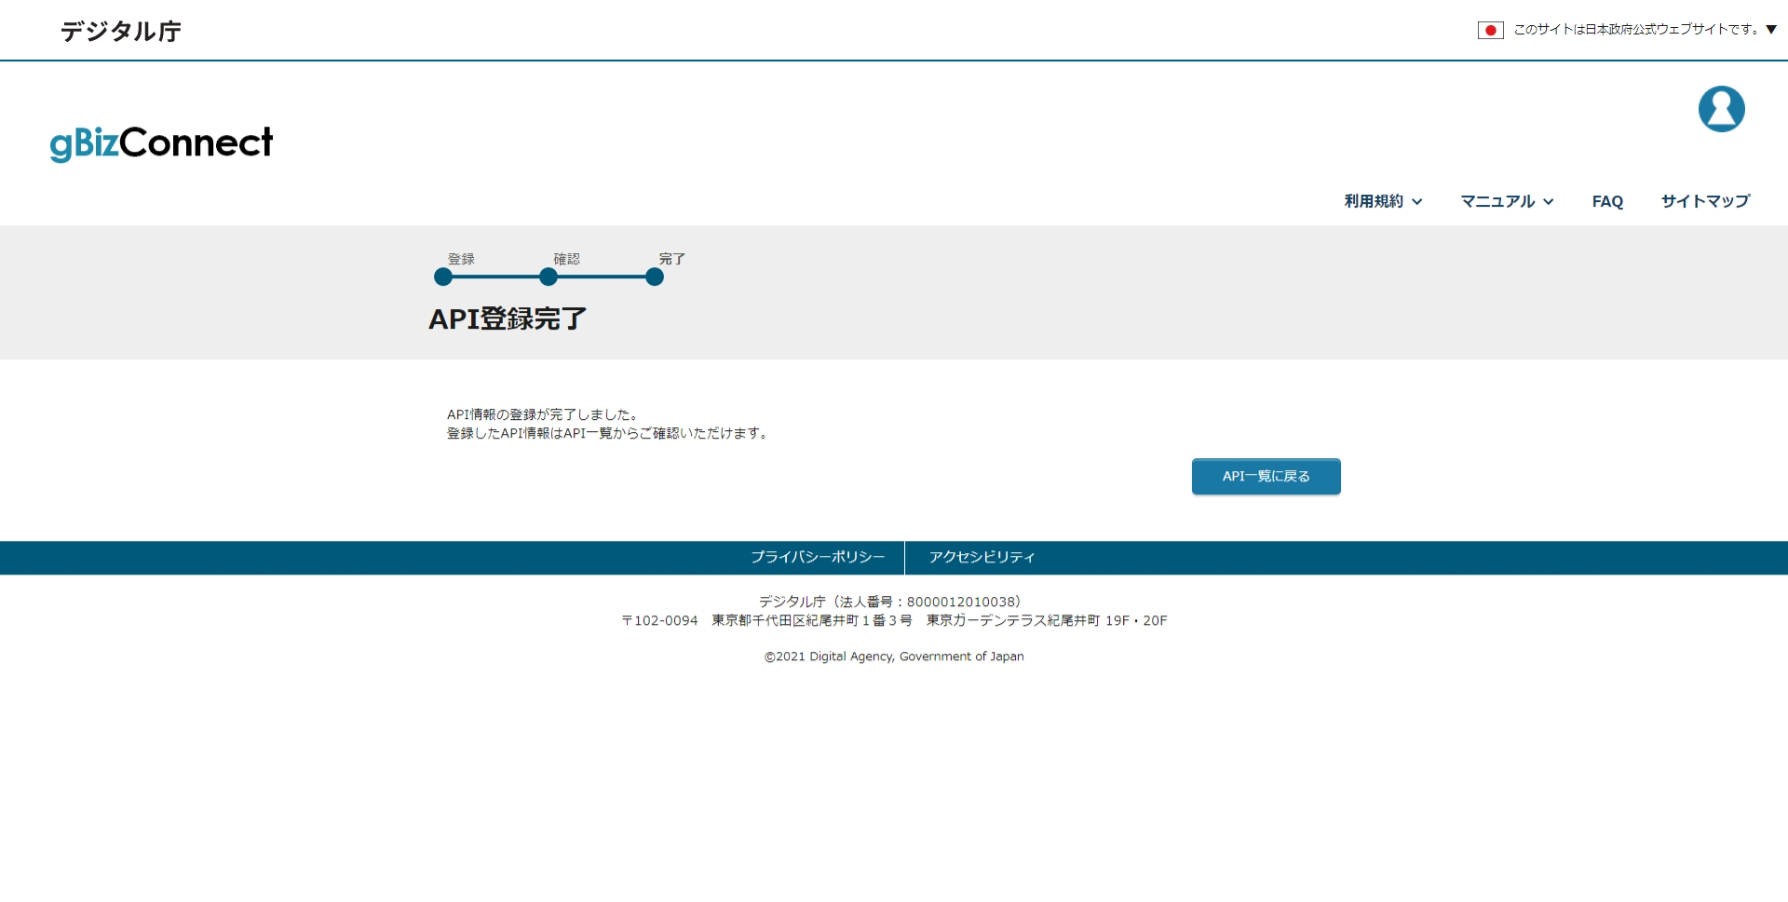 デジタル庁
このサイトは日本政府公式ウェブサイトです。▼
gBizConnect
利用規約 マニュアル FAQ サイトマップ
登録 確認 完了
API登録完了
API情報の登録が完了しました。
登録したAPI情報はAPI一覧からご確認いただけます。
API一覧に戻る
プライバシーポリシー アクセシビリティ
デジタル庁（法人番号：8000012010038）
〒102-0094　東京都千代田区紀尾井町１番３号　東京ガーデンテラス紀尾井町 19F・20F
©2021 Digital Agency, Government of Japan